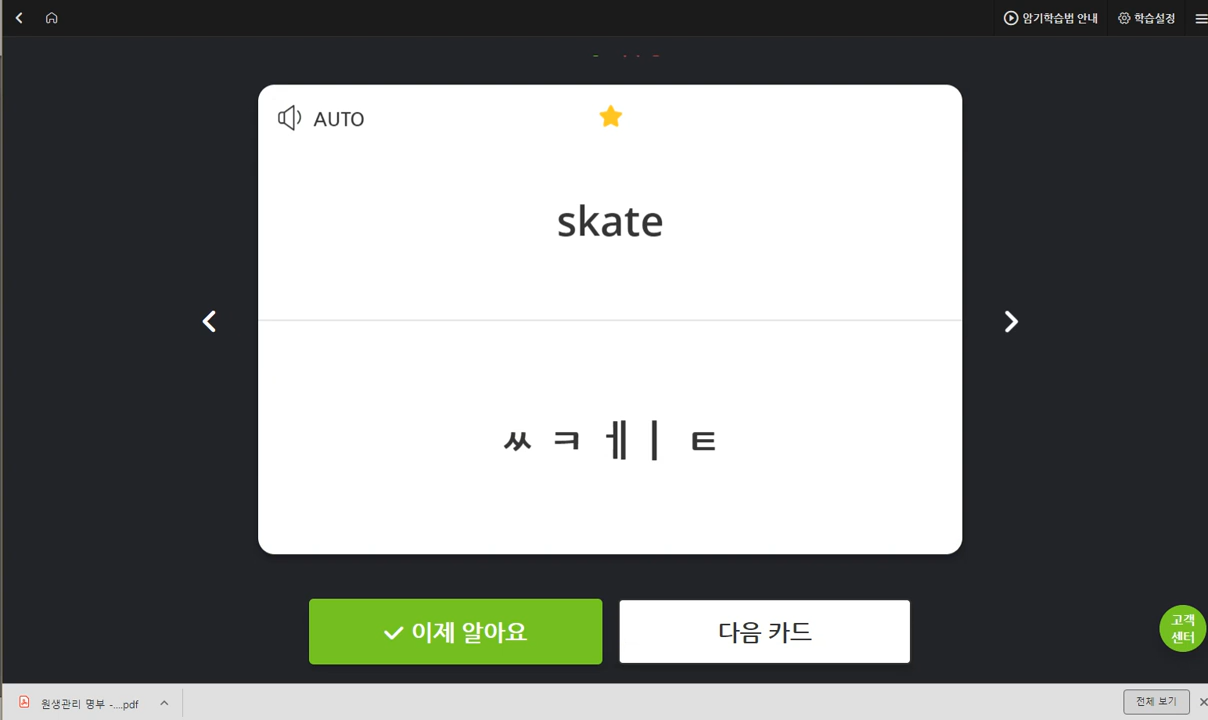 암기학습법 안내 학습설정
AUTO
skate
ㅆ ㅋ ㅔ ㅣ ㅌ
이제 알아요 다음 카드
고객
센터
원생관리 명부 -....pdf 전체 보기